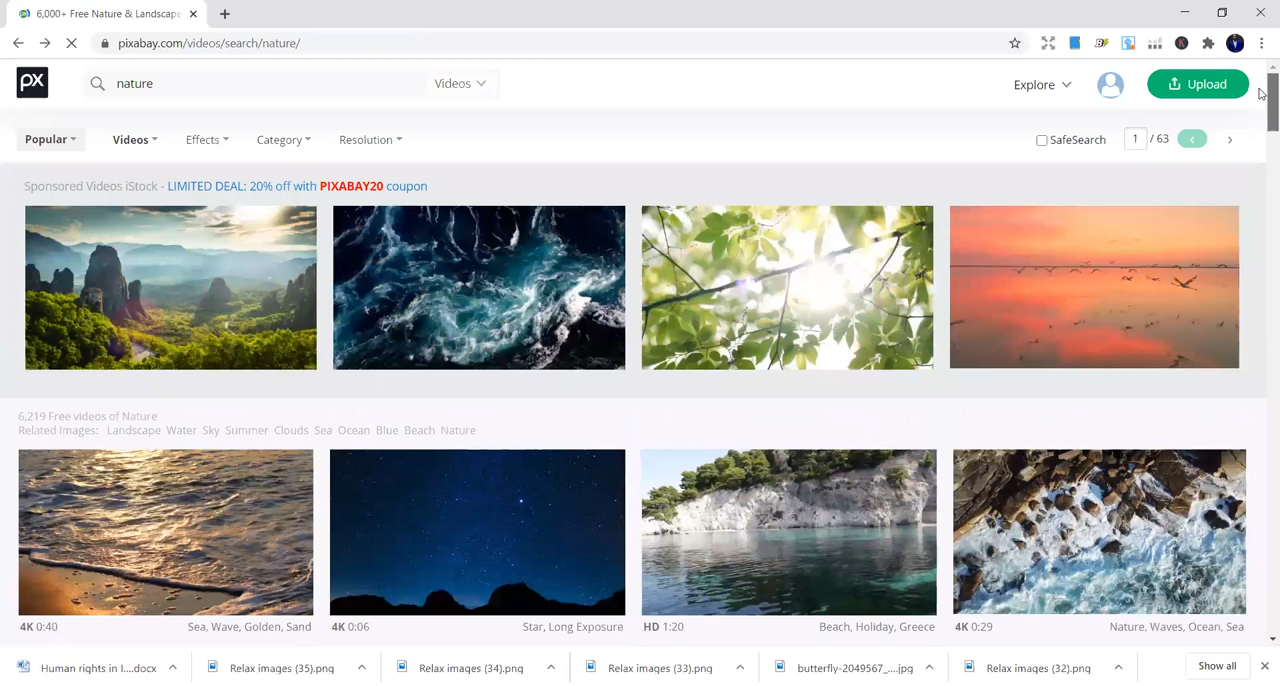 6,000+ Free Nature & Landscape
pixabay.com/videos/search/nature/
px nature Videos Explore Upload
Popular Videos Effects Category Resolution SafeSearch 1 / 63
Sponsored Videos iStock - LIMITED DEAL: 20% off with PIXABAY20 coupon
6,219 Free videos of Nature
Related Images: Landscape Water Sky Summer Clouds Sea Ocean Blue Beach Nature
4K 0:40 Sea, Wave, Golden, Sand
4K 0:06 Star, Long Exposure
HD 1:20 Beach, Holiday, Greece
4K 0:29 Nature, Waves, Ocean, Sea
Human rights in I....docx Relax images (35).png Relax images (34).png Relax images (33).png butterfly-2049567_....jpg Relax images (32).png Show all